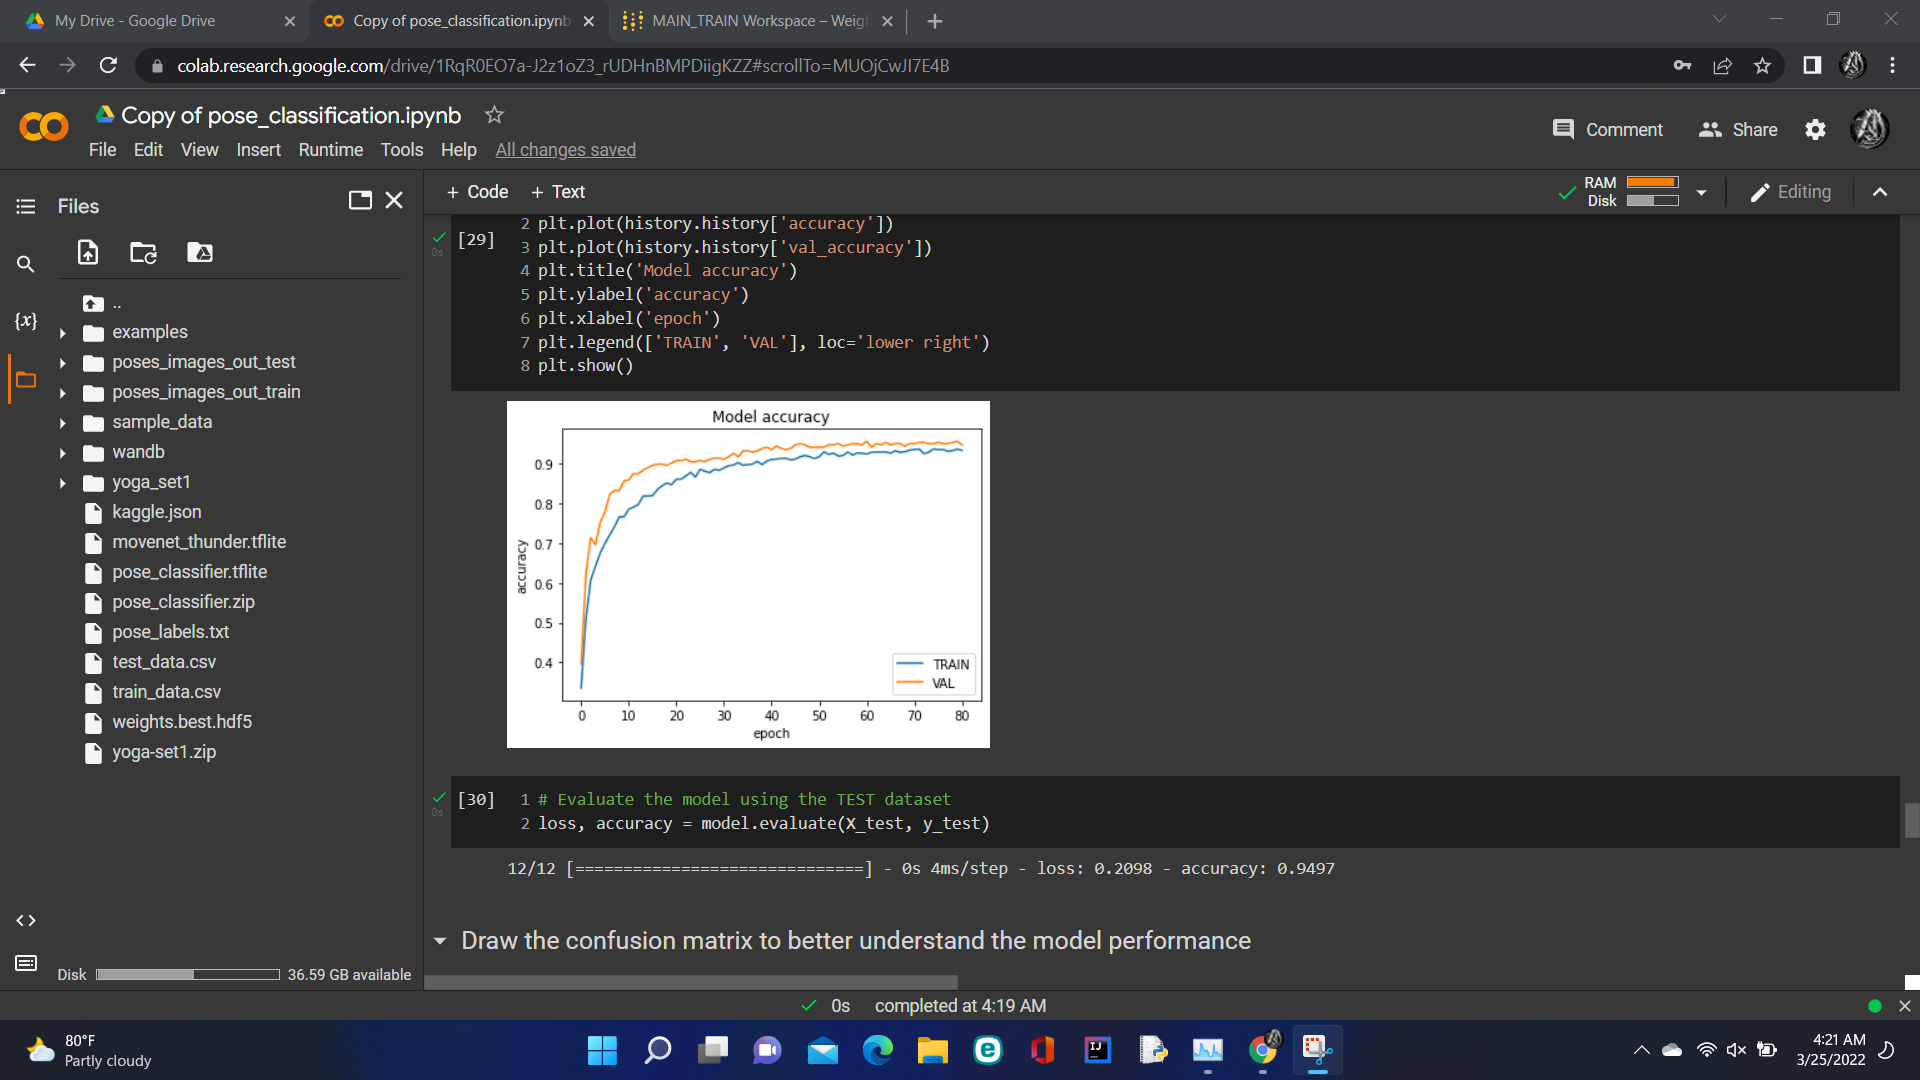 My Drive - Google Drive
Copy of pose_classification.ipynb
MAIN_TRAIN Workspace – Weigh
colab.research.google.com/drive/1RqR0EO7a-J2z1oZ3_rUDHnBMPDiigKZZ#scrollTo=MUOjCwJI7E4B
CO
Copy of pose_classification.ipynb
Comment
Share
File Edit View Insert Runtime Tools Help All changes saved
Files
+ Code + Text
RAM
Disk
Editing
{x}
..
examples
poses_images_out_test
poses_images_out_train
sample_data
wandb
yoga_set1
kaggle.json
movenet_thunder.tflite
pose_classifier.tflite
pose_classifier.zip
pose_labels.txt
test_data.csv
train_data.csv
weights.best.hdf5
yoga-set1.zip
Disk 36.59 GB available
[29]
0s
2 plt.plot(history.history['accuracy'])
3 plt.plot(history.history['val_accuracy'])
4 plt.title('Model accuracy')
5 plt.ylabel('accuracy')
6 plt.xlabel('epoch')
7 plt.legend(['TRAIN', 'VAL'], loc='lower right')
8 plt.show()
Model accuracy
accuracy
0.9
0.8
0.7
0.6
0.5
0.4
TRAIN
VAL
0 10 20 30 40 50 60 70 80
epoch
[30]
0s
1 # Evaluate the model using the TEST dataset
2 loss, accuracy = model.evaluate(X_test, y_test)
12/12 [==============================] - 0s 4ms/step - loss: 0.2098 - accuracy: 0.9497
Draw the confusion matrix to better understand the model performance
0s completed at 4:19 AM
80°F
Partly cloudy
IJ
4:21 AM
3/25/2022